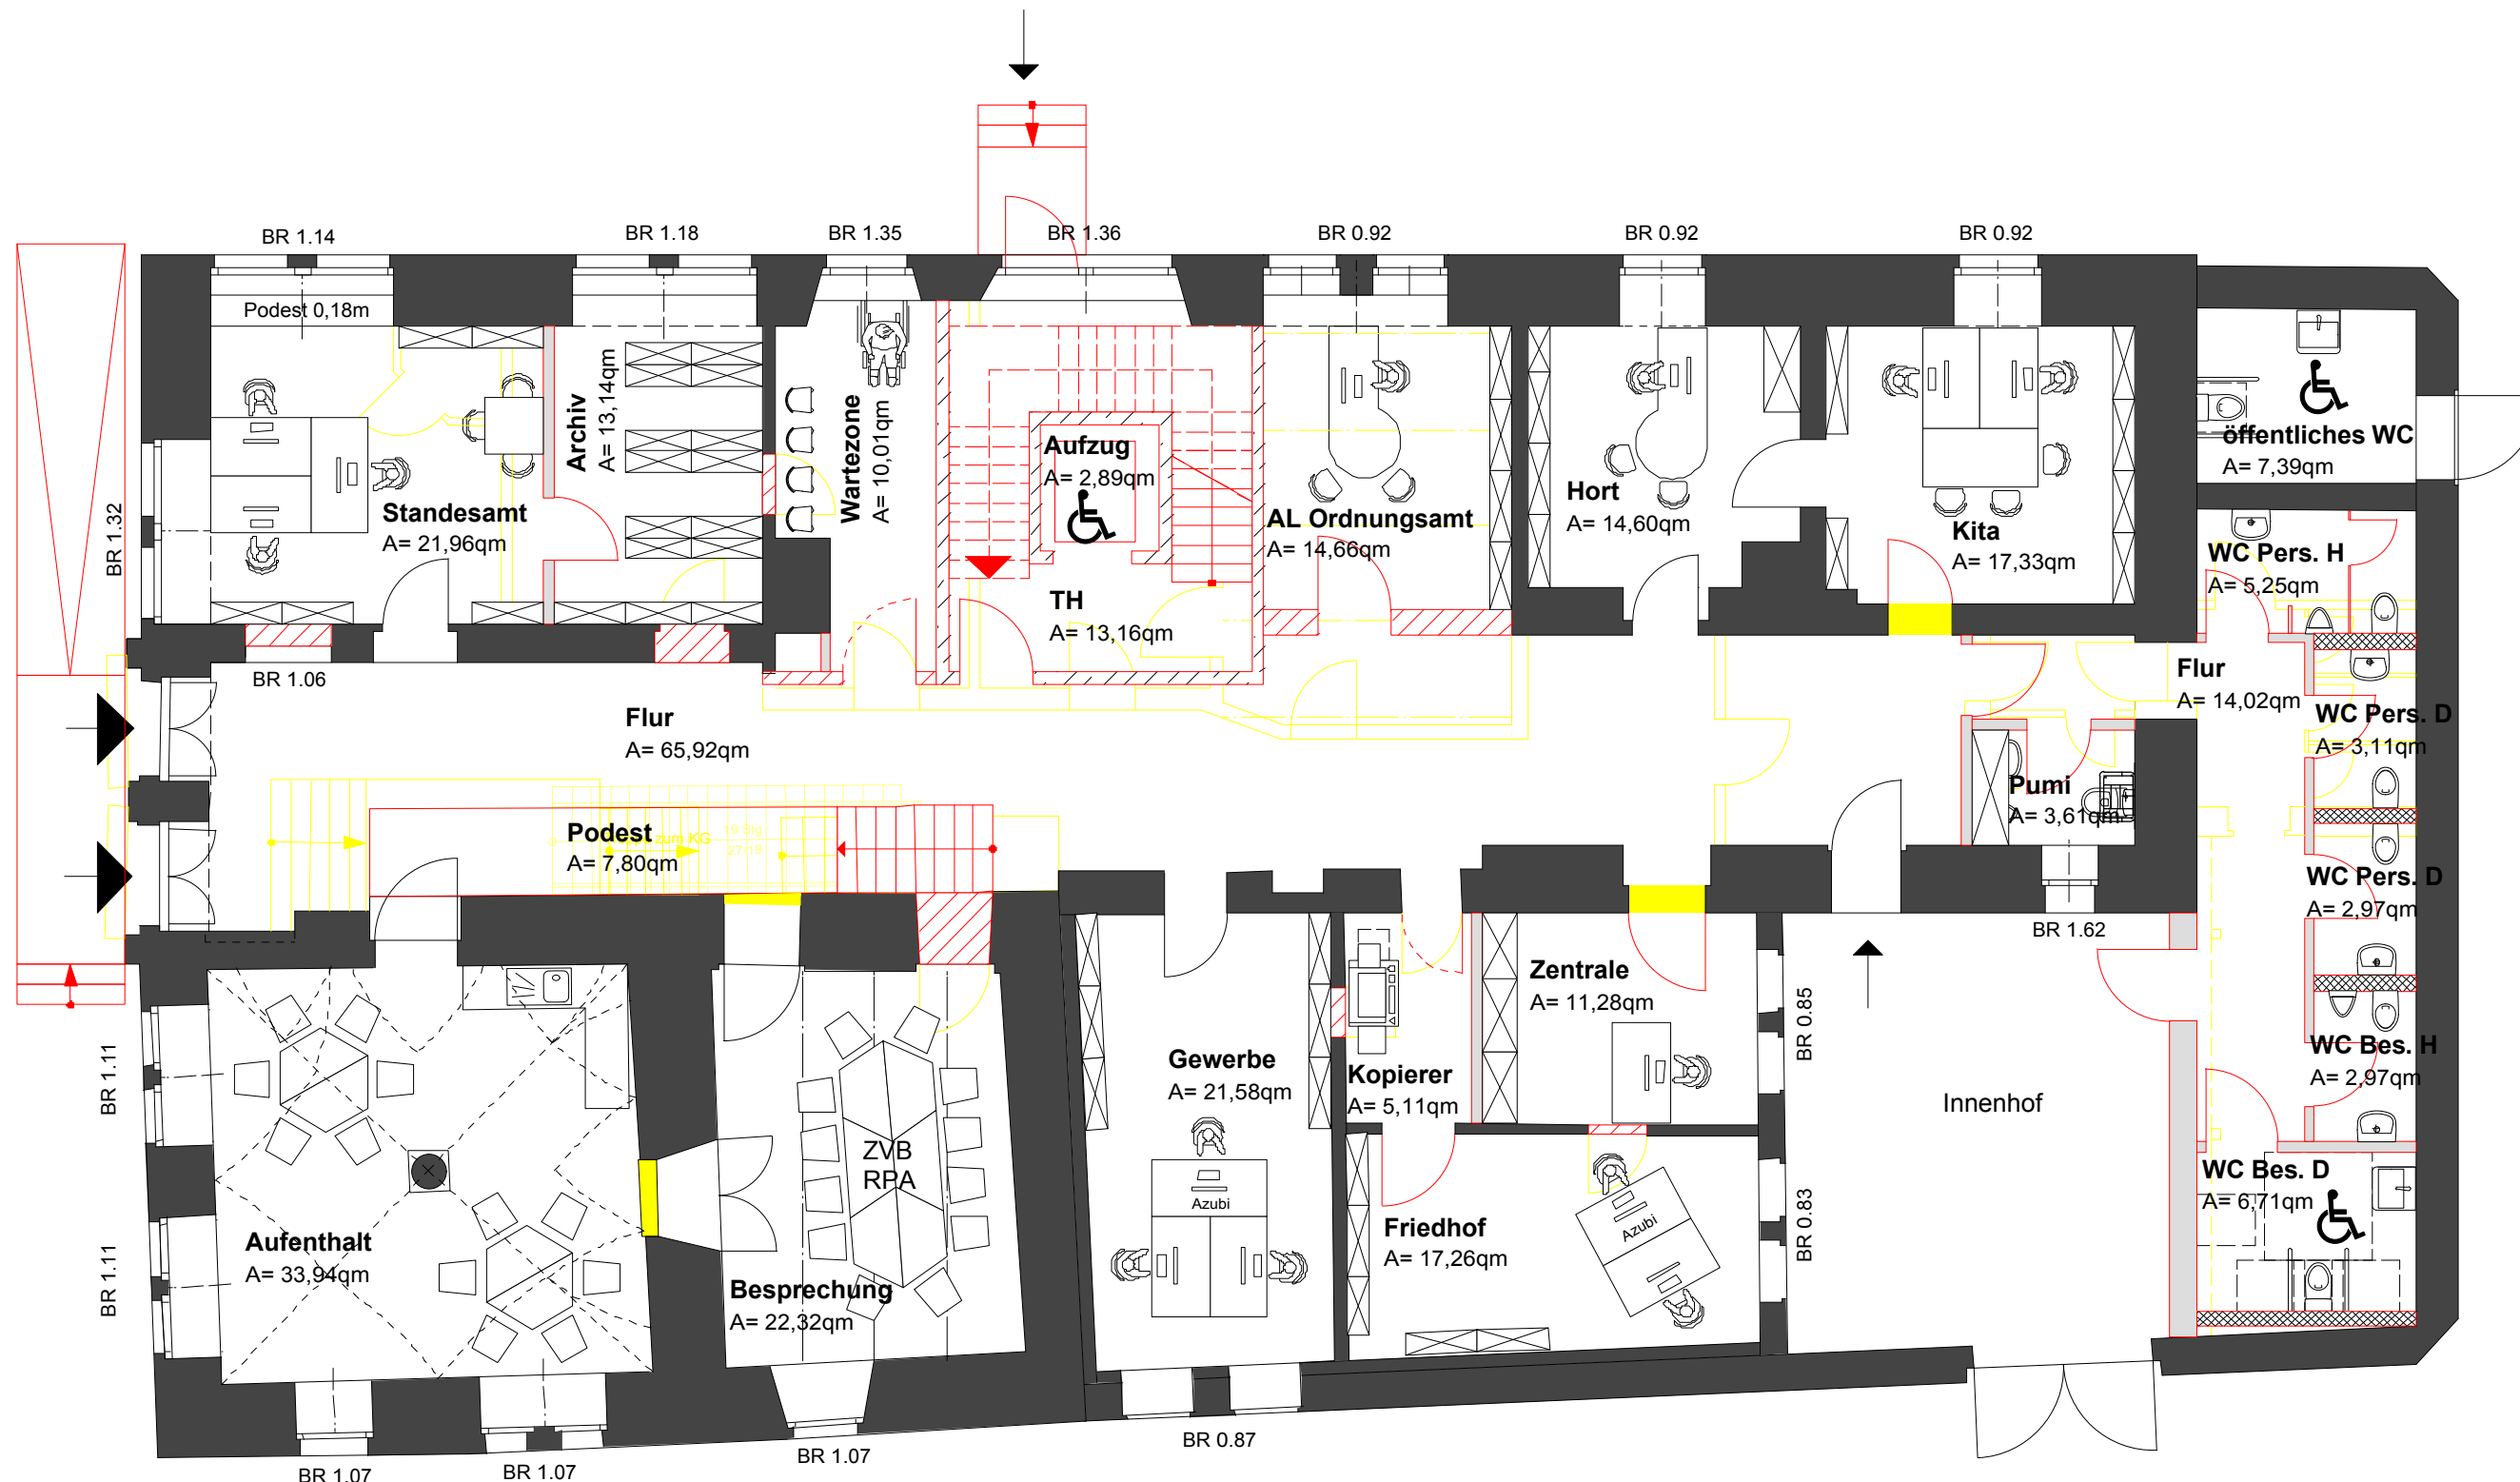 BR 1.14
BR 1.18
BR 1.35
BR 1.36
BR 0.92
BR 0.92
BR 0.92
Podest 0,18m
Standesamt
A= 21,96qm
Archiv
A= 13,14qm
Wartezone
A= 10,01qm
Aufzug
A= 2,89qm
TH
A= 13,16qm
AL Ordnungsamt
A= 14,66qm
Hort
A= 14,60qm
Kita
A= 17,33qm
öffentliches WC
A= 7,39qm
WC Pers. H
A= 5,25qm
BR 1.32
BR 1.06
Flur
A= 65,92qm
Flur
A= 14,02qm
WC Pers. D
A= 3,11qm
Pumi
A= 3,61qm
Podest
A= 7,80qm
zum KG
19 Stg
27/19
WC Pers. D
A= 2,97qm
BR 1.62
Zentrale
A= 11,28qm
BR 0.85
Gewerbe
A= 21,58qm
Kopierer
A= 5,11qm
Innenhof
WC Bes. H
A= 2,97qm
BR 1.11
ZVB
RPA
Azubi
Azubi
WC Bes. D
A= 6,71qm
Aufenthalt
A= 33,94qm
BR 1.11
Friedhof
A= 17,26qm
BR 0.83
Besprechung
A= 22,32qm
BR 1.07
BR 1.07
BR 1.07
BR 0.87